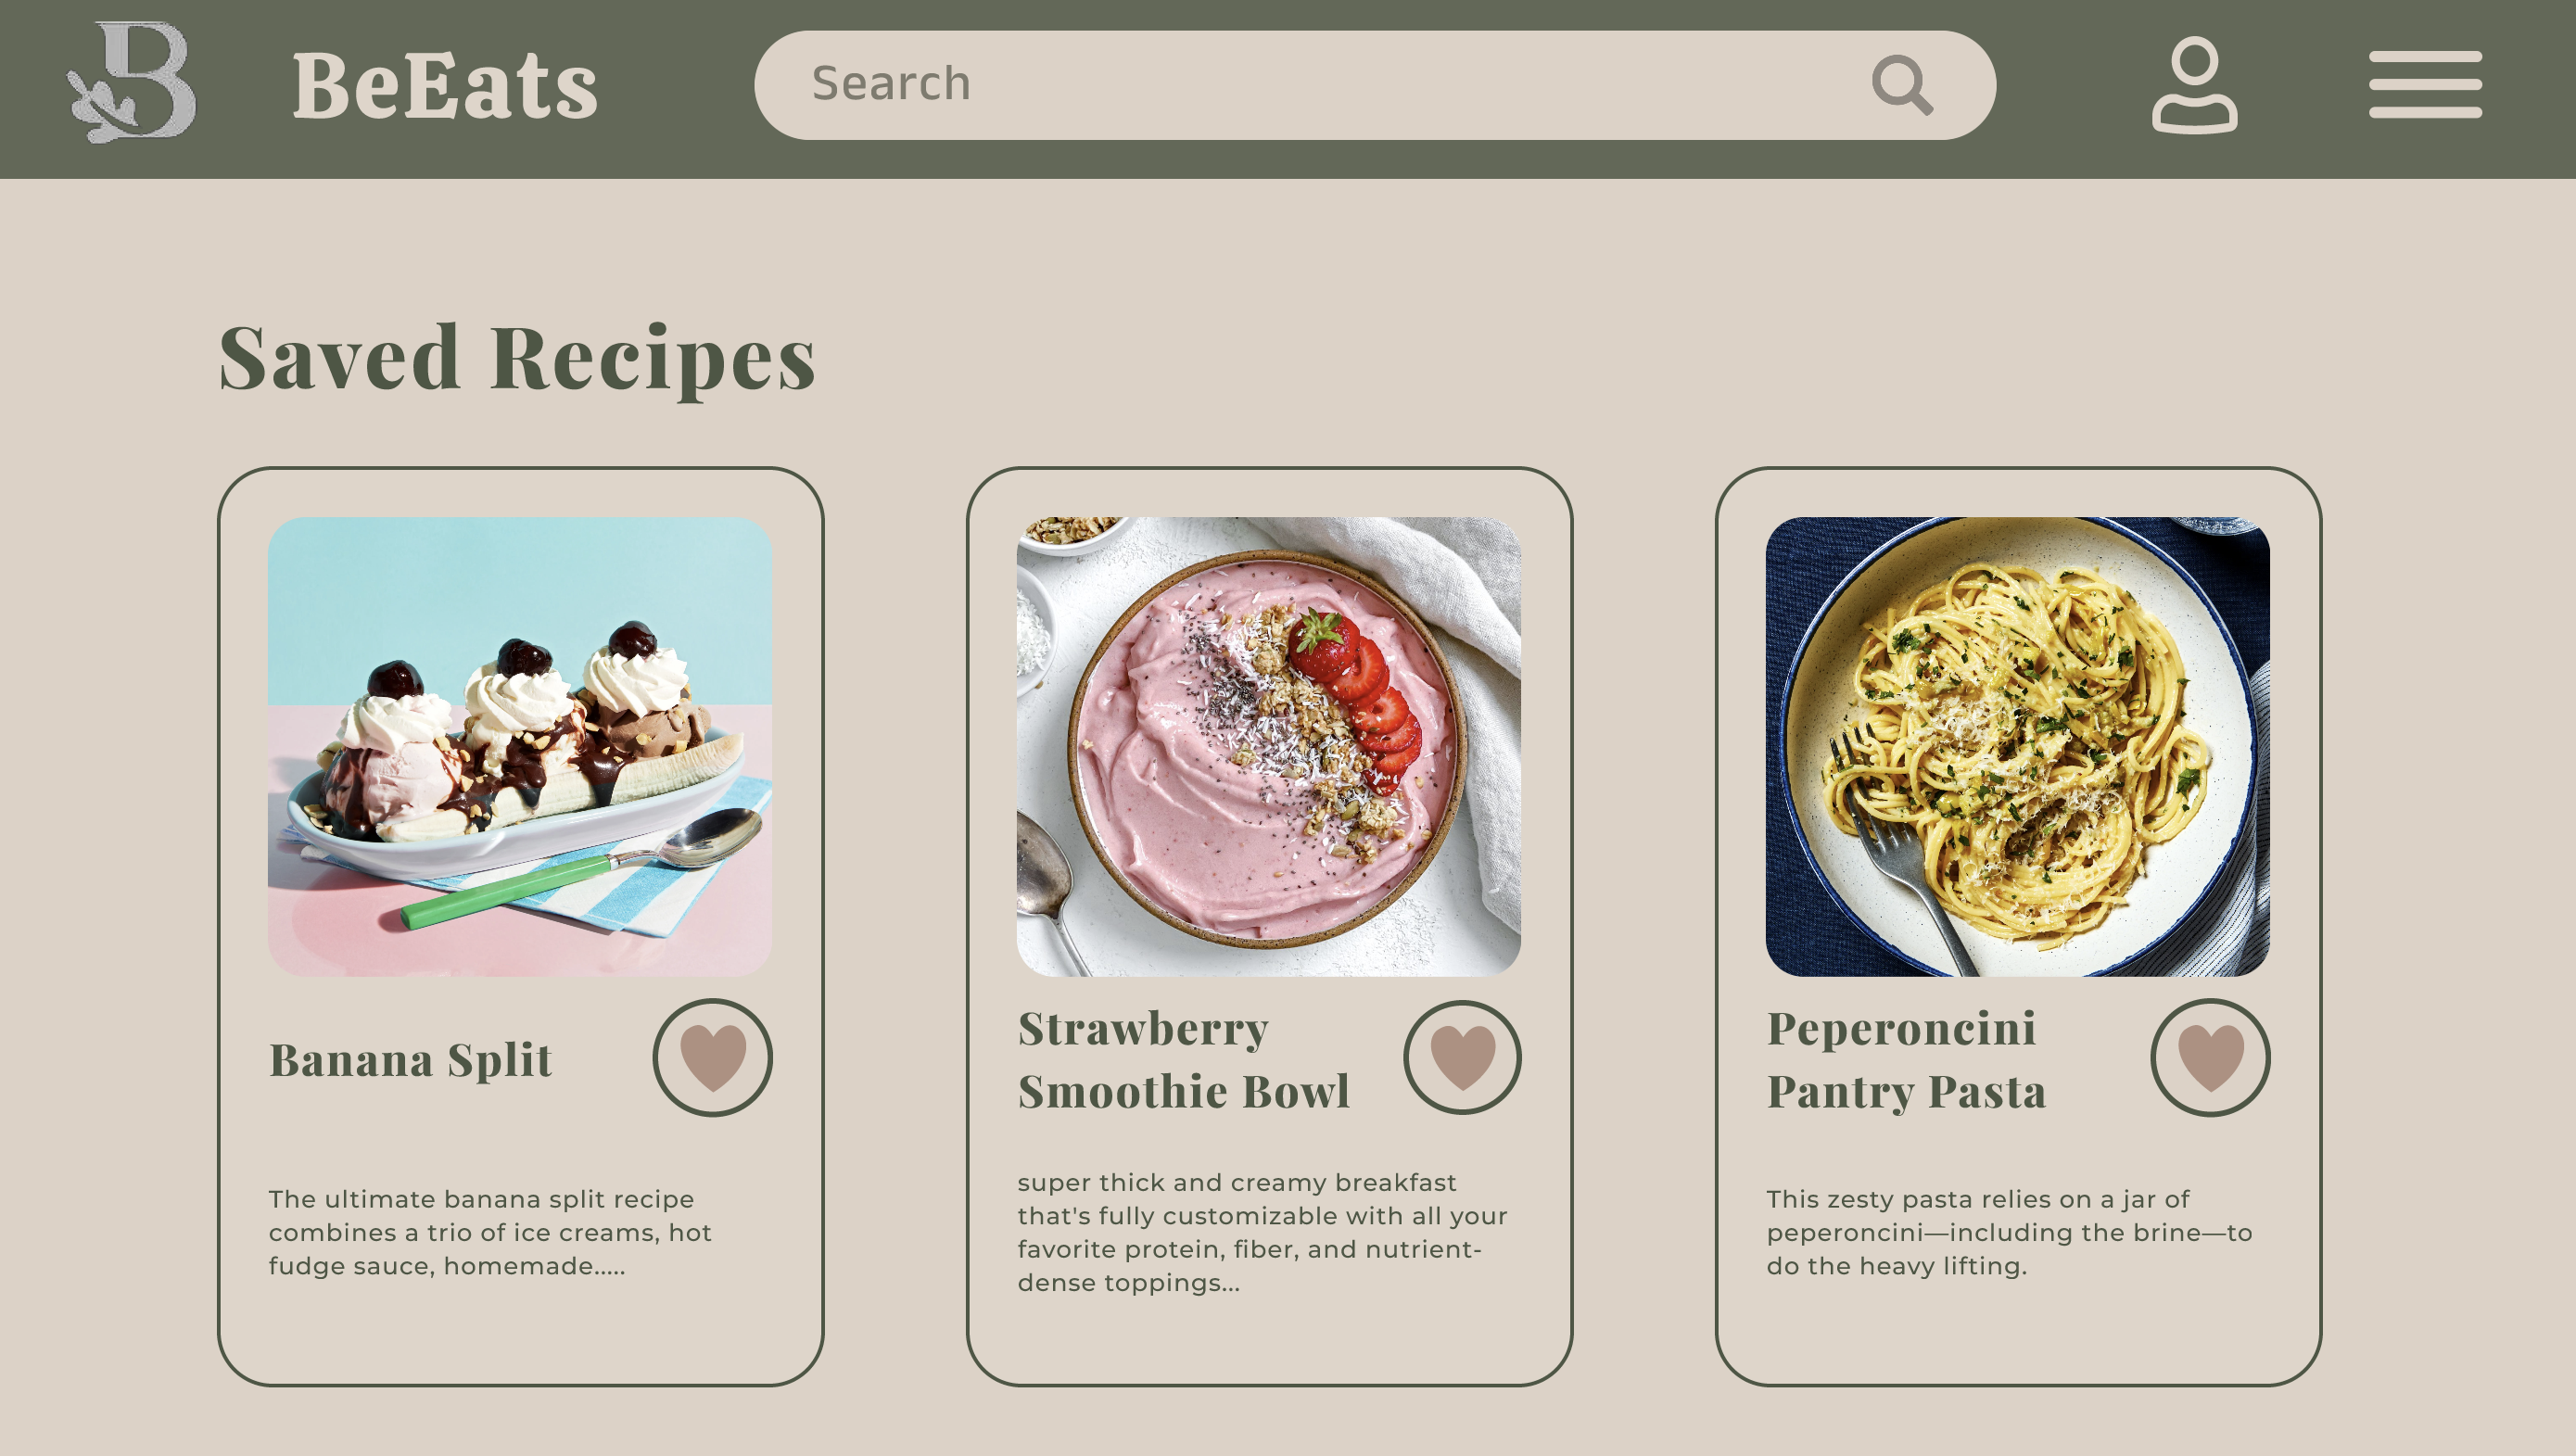 B
BeEats
Search
Saved Recipes
Banana Split
The ultimate banana split recipe
combines a trio of ice creams, hot
fudge sauce, homemade.....
Strawberry
Smoothie Bowl
super thick and creamy breakfast
that's fully customizable with all your
favorite protein, fiber, and nutrient-
dense toppings...
Peperoncini
Pantry Pasta
This zesty pasta relies on a jar of
peperoncini—including the brine—to
do the heavy lifting.